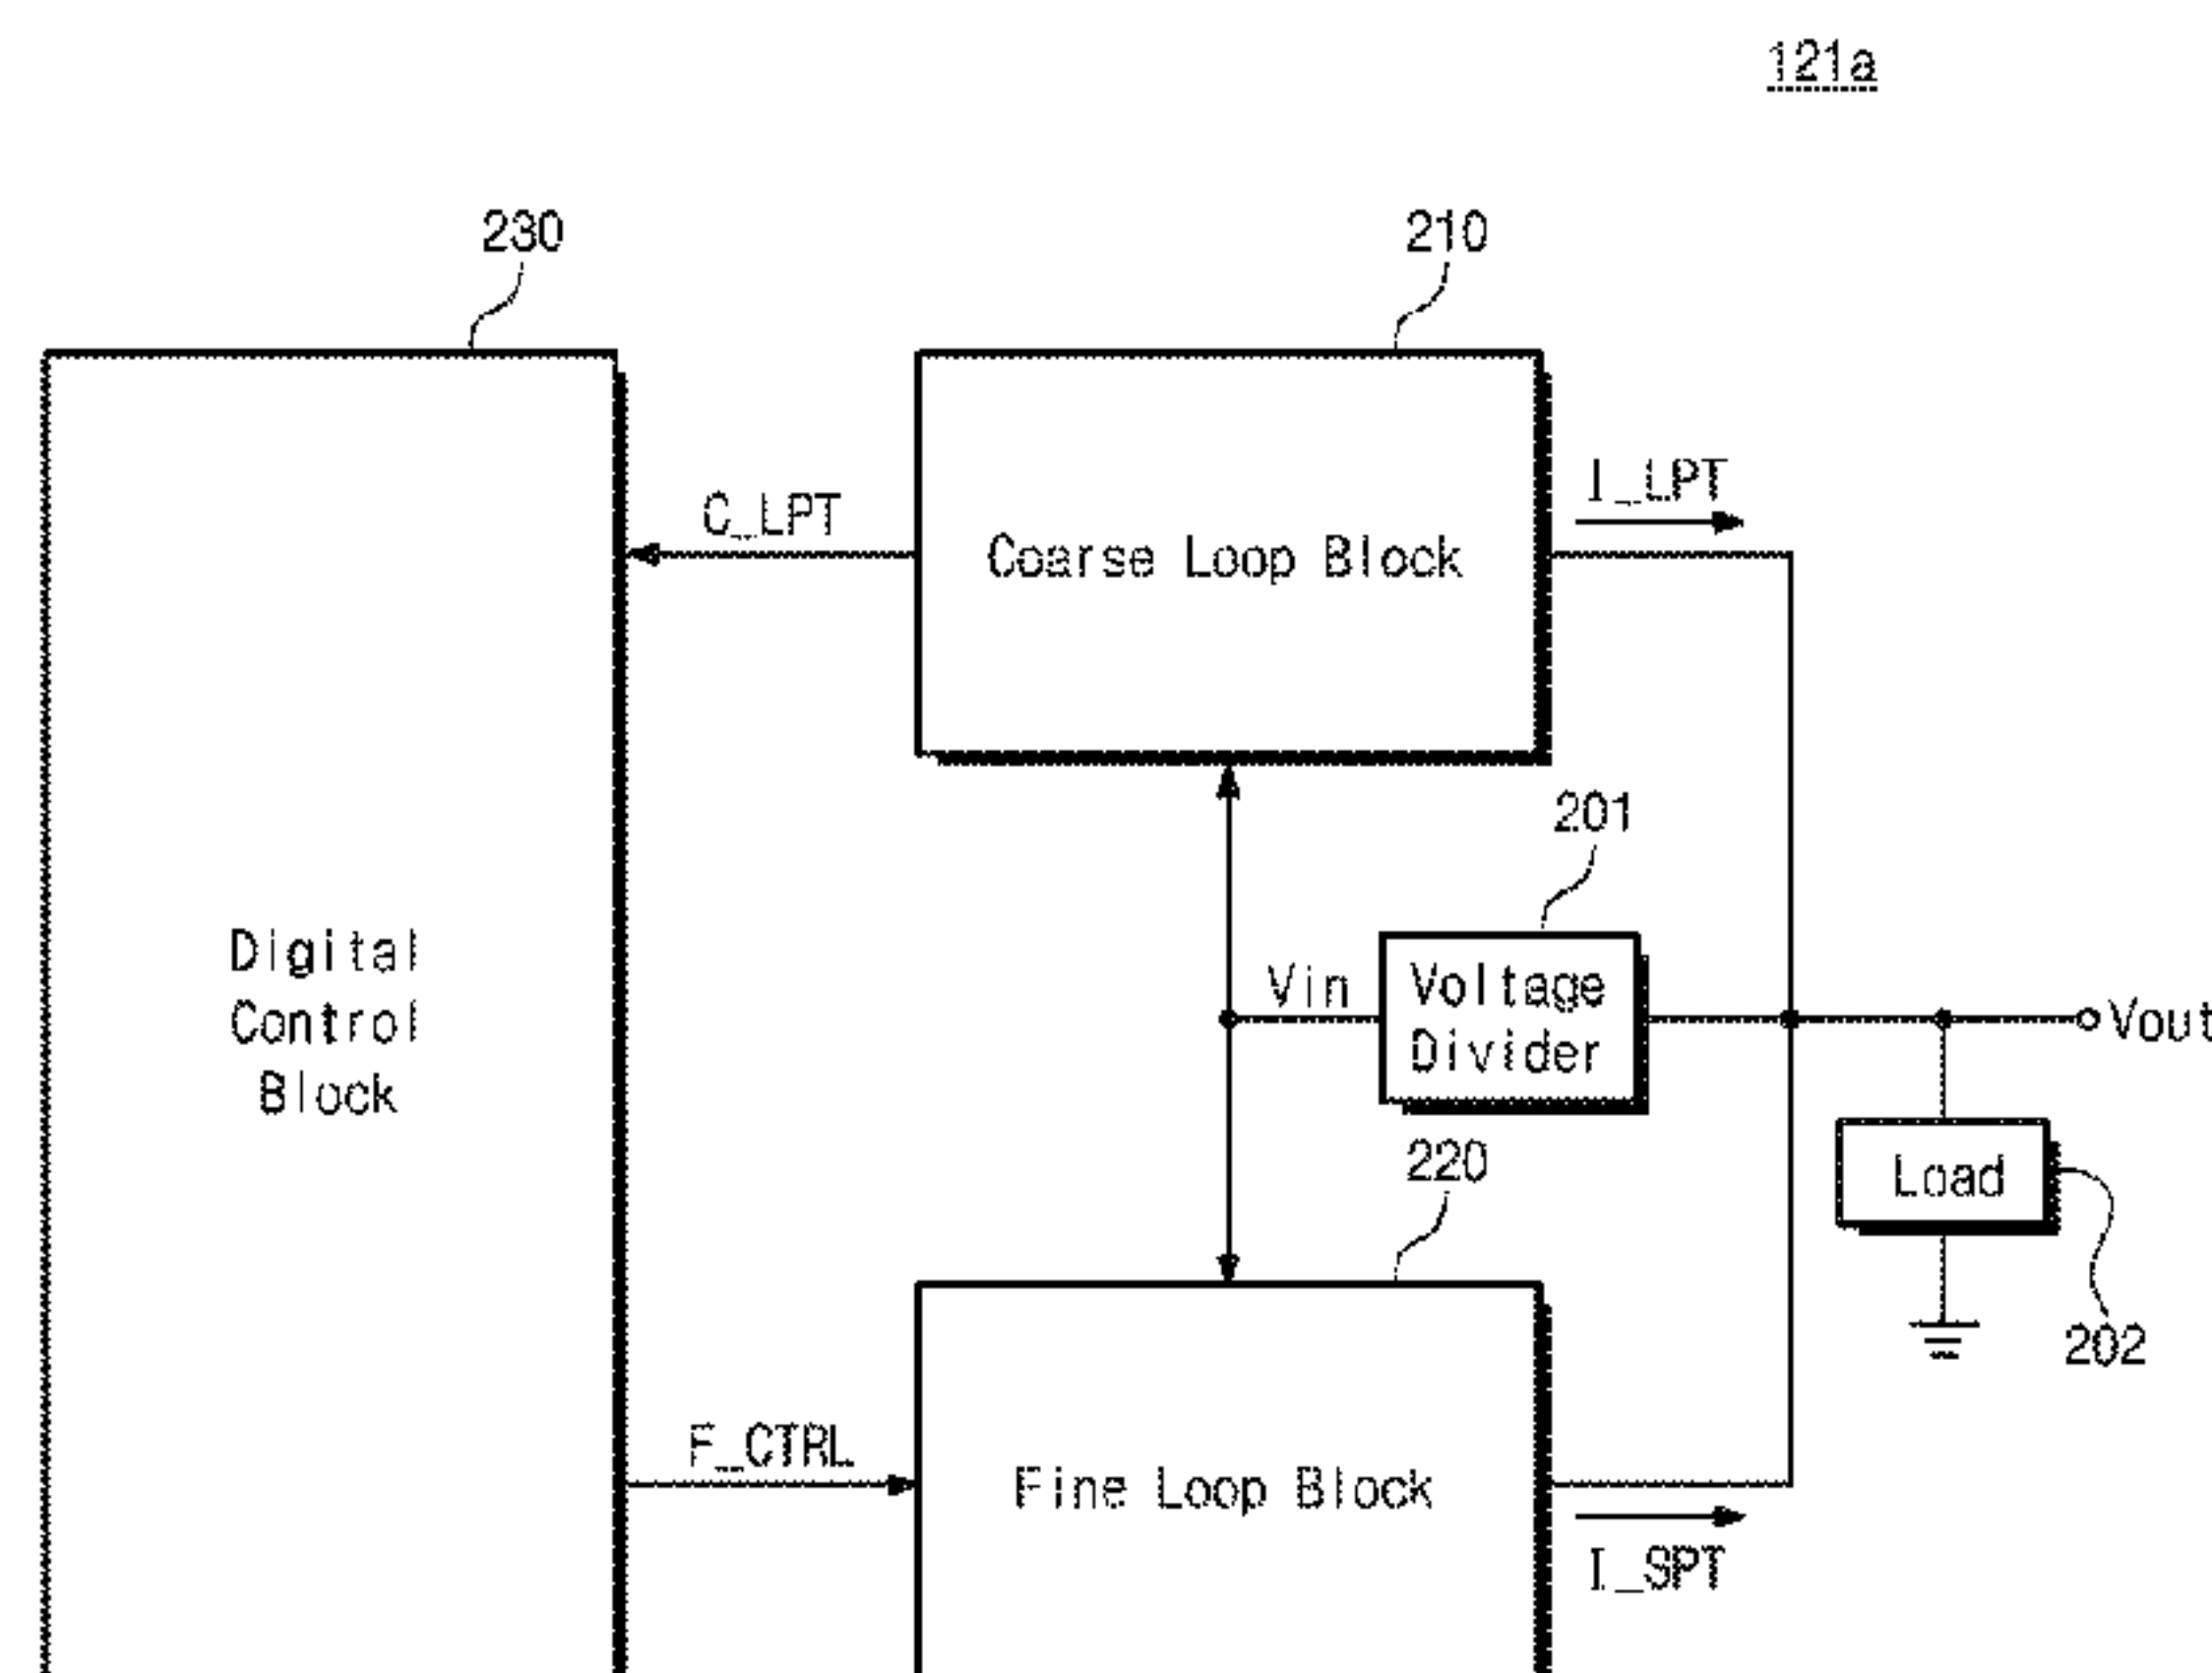 121a
230
210
C_LPT
Coarse Loop Block
I_LPT
201
Digital
Control
Block
Vin
Voltage
Divider
Vout
220
Load
202
F_CTRL
Fine Loop Block
I_SPT